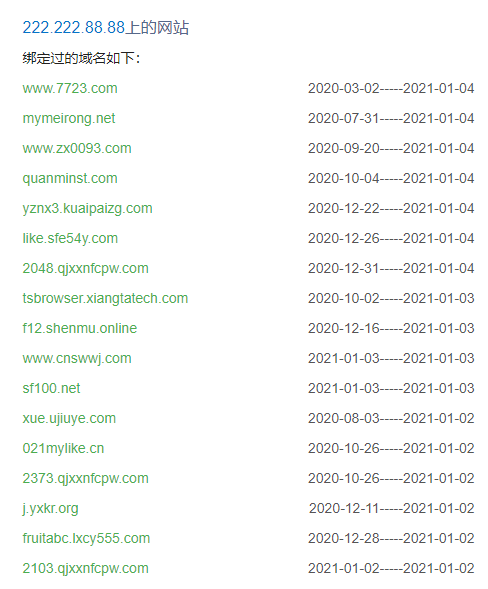 222.222.88.88上的网站
绑定过的域名如下：
www.7723.com 2020-03-02-----2021-01-04
mymeirong.net 2020-07-31-----2021-01-04
www.zx0093.com 2020-09-20-----2021-01-04
quanminst.com 2020-10-04-----2021-01-04
yznx3.kuaipaizg.com 2020-12-22-----2021-01-04
like.sfe54y.com 2020-12-26-----2021-01-04
2048.qjxxnfcpw.com 2020-12-31-----2021-01-04
tsbrowser.xiangtatech.com 2020-10-02-----2021-01-03
f12.shenmu.online 2020-12-16-----2021-01-03
www.cnswwj.com 2021-01-03-----2021-01-03
sf100.net 2021-01-03-----2021-01-03
xue.ujiuye.com 2020-08-03-----2021-01-02
021mylike.cn 2020-10-26-----2021-01-02
2373.qjxxnfcpw.com 2020-10-26-----2021-01-02
j.yxkr.org 2020-12-11-----2021-01-02
fruitabc.lxcy555.com 2020-12-28-----2021-01-02
2103.qjxxnfcpw.com 2021-01-02-----2021-01-02